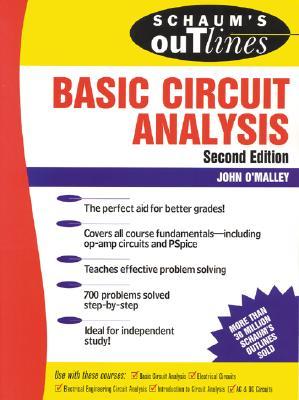 SCHAUM'S
ouTlines
BASIC CIRCUIT
ANALYSIS
Second Edition
JOHN O'MALLEY
The perfect aid for better grades!
Covers all course fundamentals—including
op-amp circuits and PSpice
Teaches effective problem solving
700 problems solved
step-by-step
Ideal for independent
study!
MORE THAN
30 MILLION
SCHAUM'S
OUTLINES
SOLD
Use with these courses: ☑ Basic Circuit Analysis ☑ Electrical Circuits
☑ Electrical Engineering Circuit Analysis ☑ Introduction to Circuit Analysis ☑ AC & DC Circuits